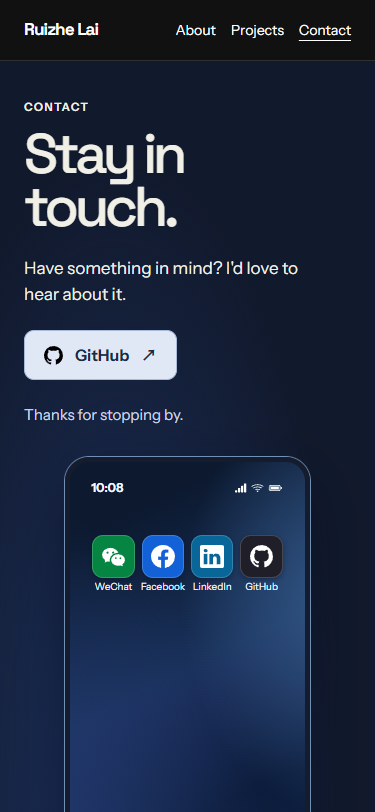 Ruizhe Lai
About Projects Contact
CONTACT
Stay in
touch.
Have something in mind? I'd love to
hear about it.
GitHub ↗
Thanks for stopping by.
10:08
WeChat Facebook LinkedIn GitHub